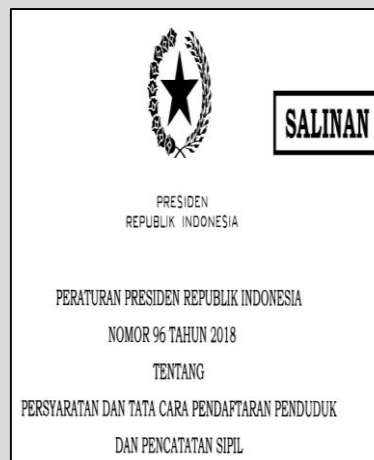 SALINAN
PRESIDEN
REPUBLIK INDONESIA
PERATURAN PRESIDEN REPUBLIK INDONESIA
NOMOR 96 TAHUN 2018
TENTANG
PERSYARATAN DAN TATA CARA PENDAFTARAN PENDUDUK
DAN PENCATATAN SIPIL